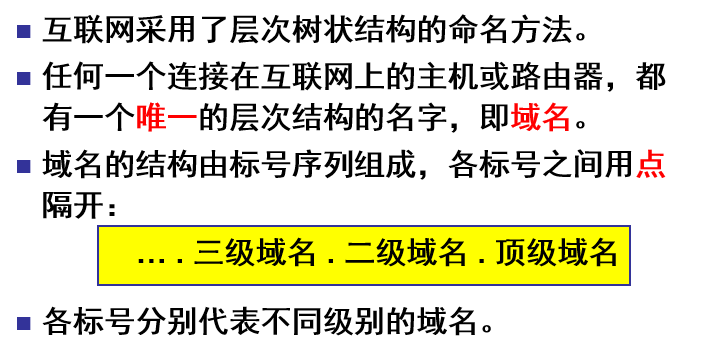 互联网采用了层次树状结构的命名方法。
任何一个连接在互联网上的主机或路由器，都
有一个唯一的层次结构的名字，即域名。
域名的结构由标号序列组成，各标号之间用点
隔开：
… . 三级域名 . 二级域名 . 顶级域名
各标号分别代表不同级别的域名。